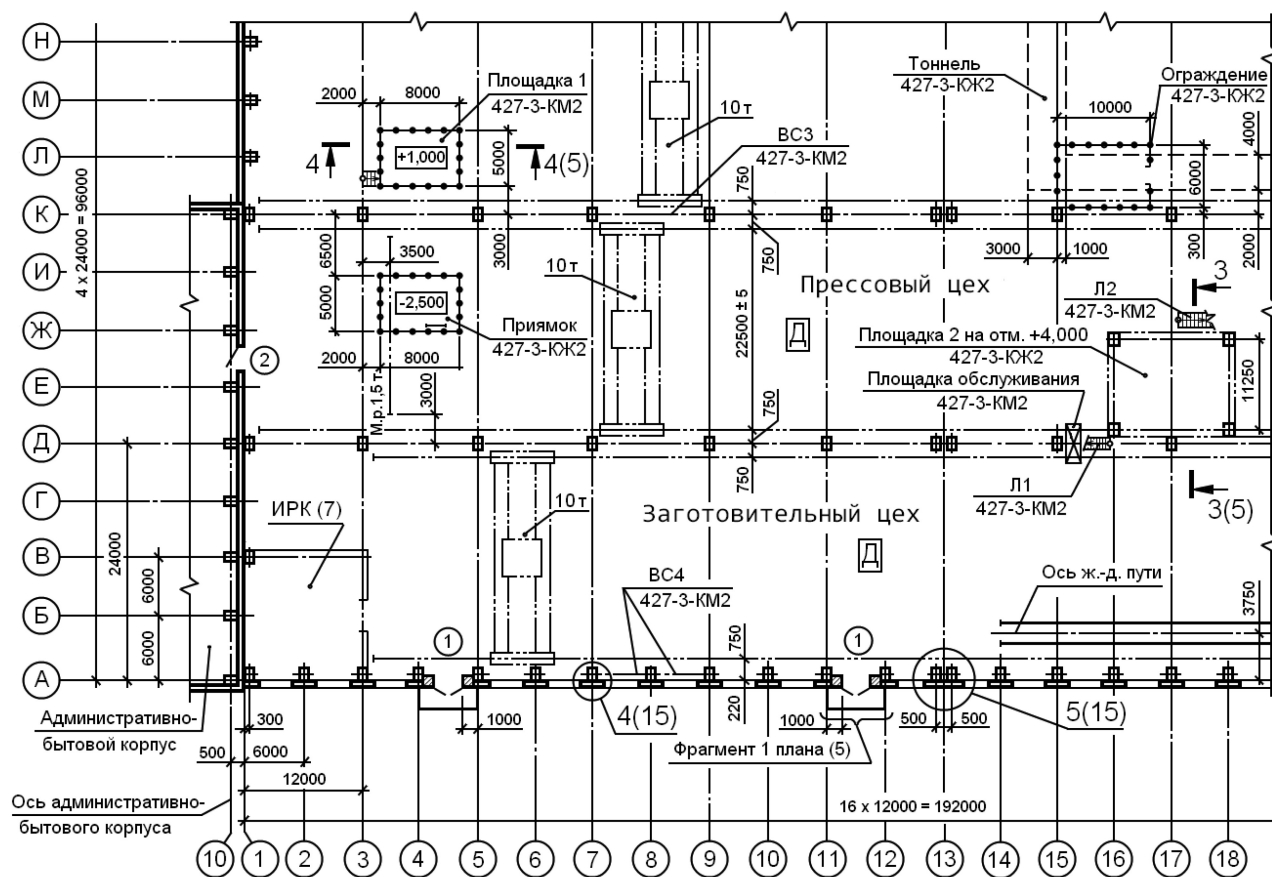 Н
М
Л
К
И
Ж
Е
Д
Г
В
Б
А
4 x 24000 = 96000
24000
6000
6000
2000
8000
Площадка 1
427-3-КМ2
+1,000
4
4(5)
5000
3000
6500
5000
3500
-2,500
Приямок
427-3-КЖ2
2000
8000
3000
М.р.1,5 т
2
10 т
ВС3
427-3-КМ2
750
750
10 т
22500 ± 5
750
750
Тоннель
427-3-КЖ2
Ограждение
427-3-КЖ2
10000
4000
6000
3000
1000
300
2000
Прессовый цех
Д
3
Л2
427-3-КМ2
Площадка 2 на отм. +4,000
427-3-КЖ2
Площадка обслуживания
427-3-КМ2
11250
Л1
427-3-КМ2
3(5)
ИРК (7)
10 т
Заготовительный цех
Д
ВС4
427-3-КМ2
Ось ж.-д. пути
3750
1
1
750
220
Административно-
бытовой корпус
300
500
6000
12000
1000
4(15)
1000
500
500
5(15)
Фрагмент 1 плана (5)
Ось административно-
бытового корпуса
16 x 12000 = 192000
10
1
2
3
4
5
6
7
8
9
10
11
12
13
14
15
16
17
18